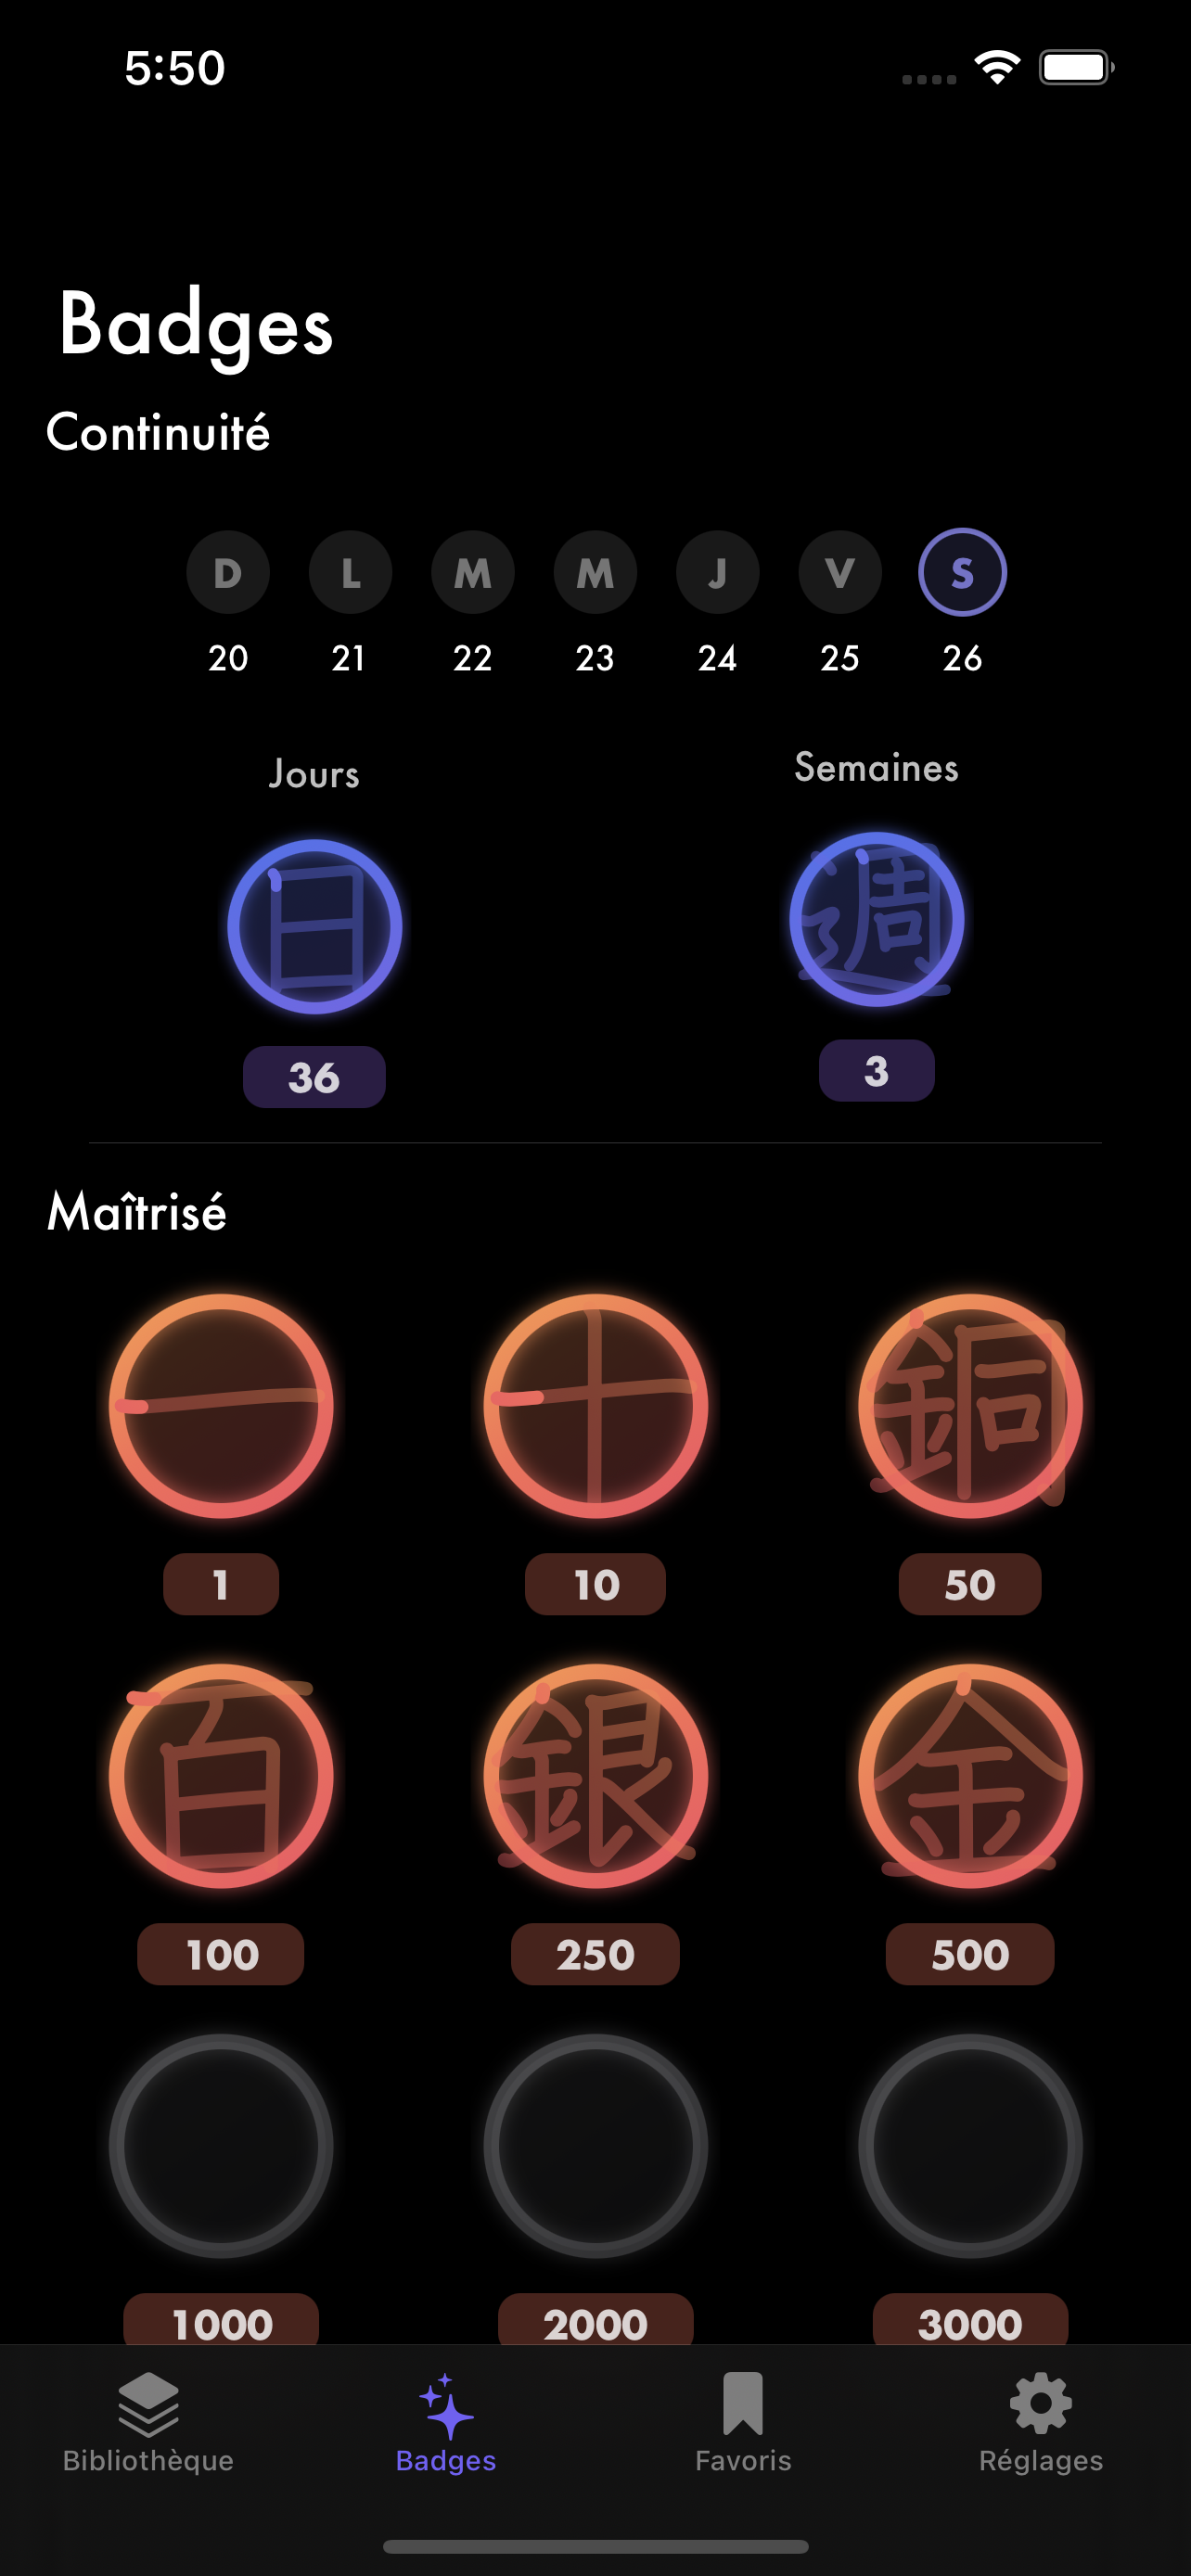 5:50
Badges
Continuité
D L M M J V S
20 21 22 23 24 25 26
Jours Semaines
日 週
36 3
Maîtrisé
一 十 銅
1 10 50
百 銀 金
100 250 500
1000 2000 3000
Bibliothèque Badges Favoris Réglages